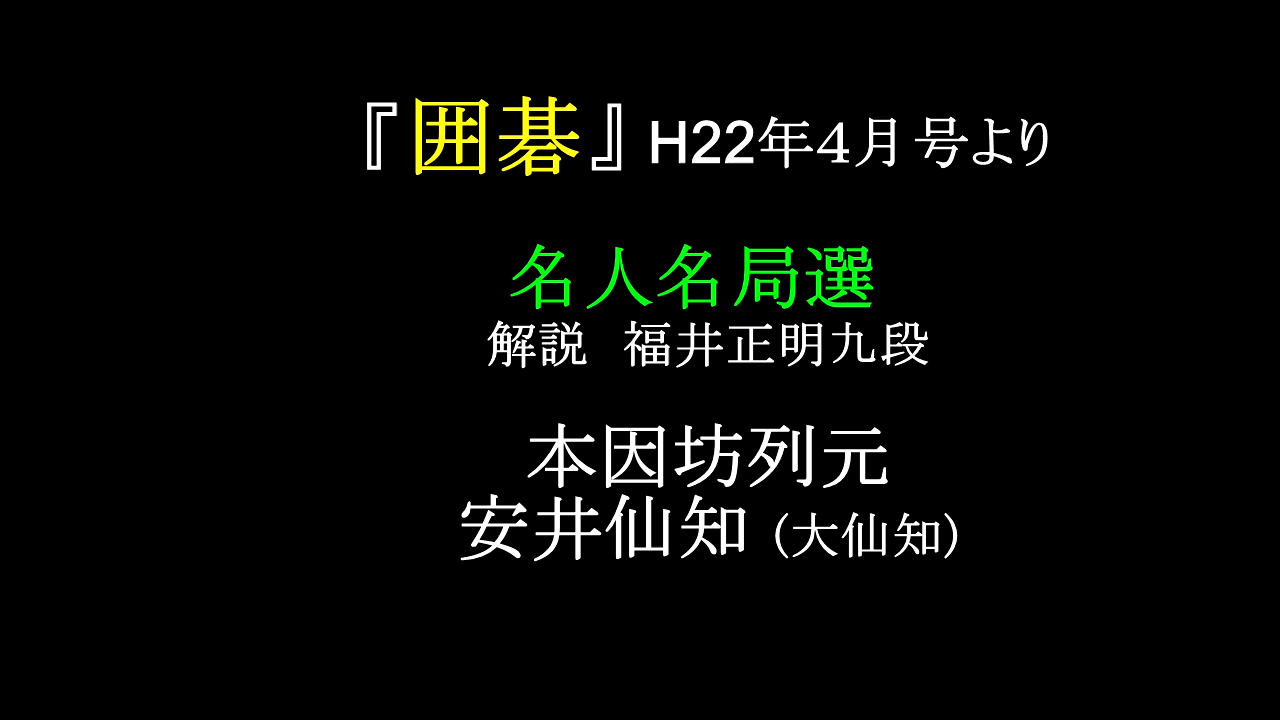 『囲碁』H22年４月号より
名人名局選
解説　福井正明九段
本因坊列元
安井仙知（大仙知）